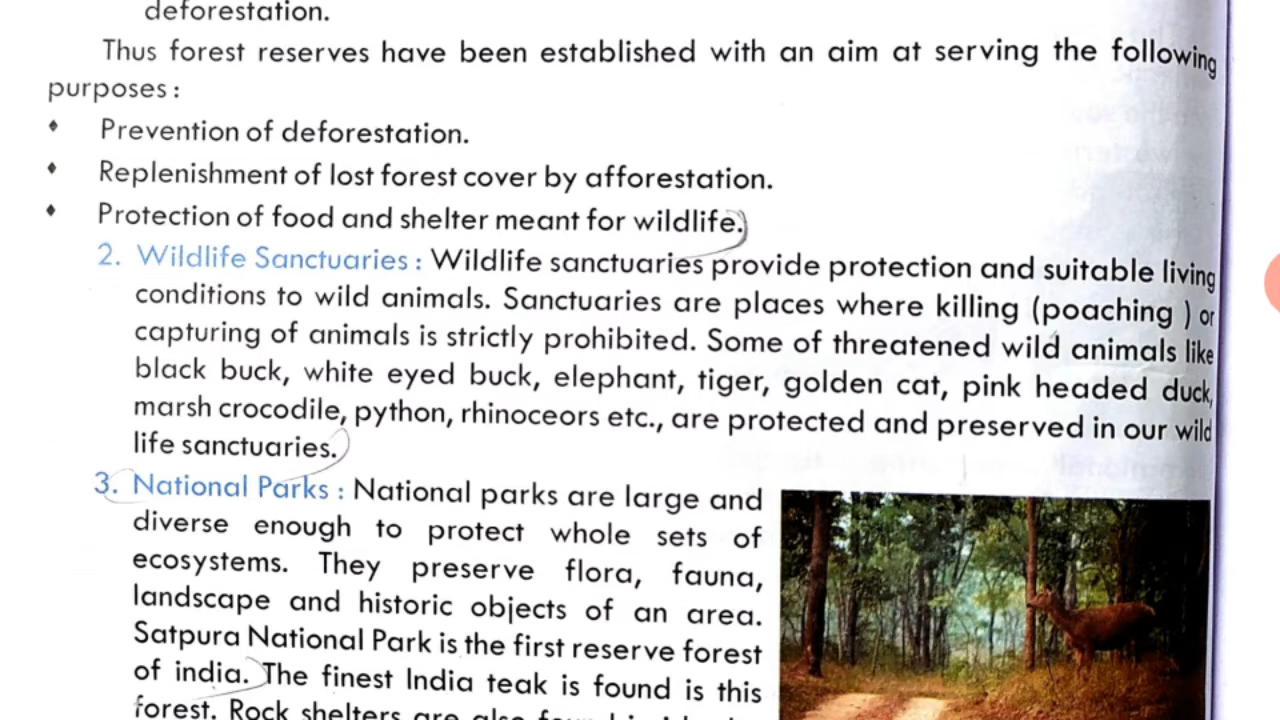 deforestation.
Thus forest reserves have been established with an aim at serving the following
purposes :
♦ Prevention of deforestation.
♦ Replenishment of lost forest cover by afforestation.
♦ Protection of food and shelter meant for wildlife.
2. Wildlife Sanctuaries : Wildlife sanctuaries provide protection and suitable living
conditions to wild animals. Sanctuaries are places where killing (poaching ) or
capturing of animals is strictly prohibited. Some of threatened wild animals like
black buck, white eyed buck, elephant, tiger, golden cat, pink headed duck,
marsh crocodile, python, rhinoceors etc., are protected and preserved in our wild
life sanctuaries.
3. National Parks : National parks are large and
diverse enough to protect whole sets of
ecosystems. They preserve flora, fauna,
landscape and historic objects of an area.
Satpura National Park is the first reserve forest
of india. The finest India teak is found is this
forest. Rock shelters are also